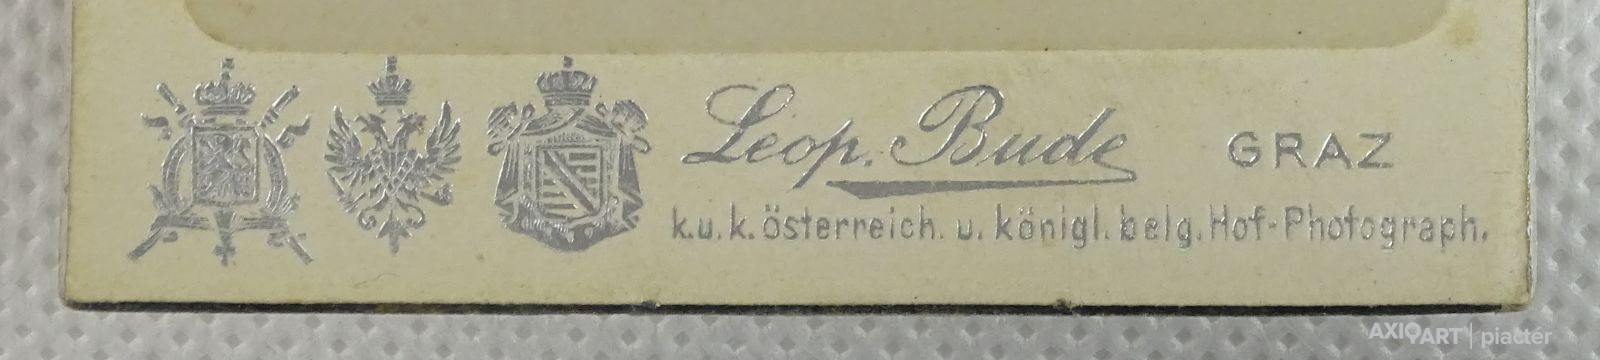 Leop. Bude GRAZ
k. u. k. österreich. u. königl. belg. Hof-Photograph.
AXIOART | piactér